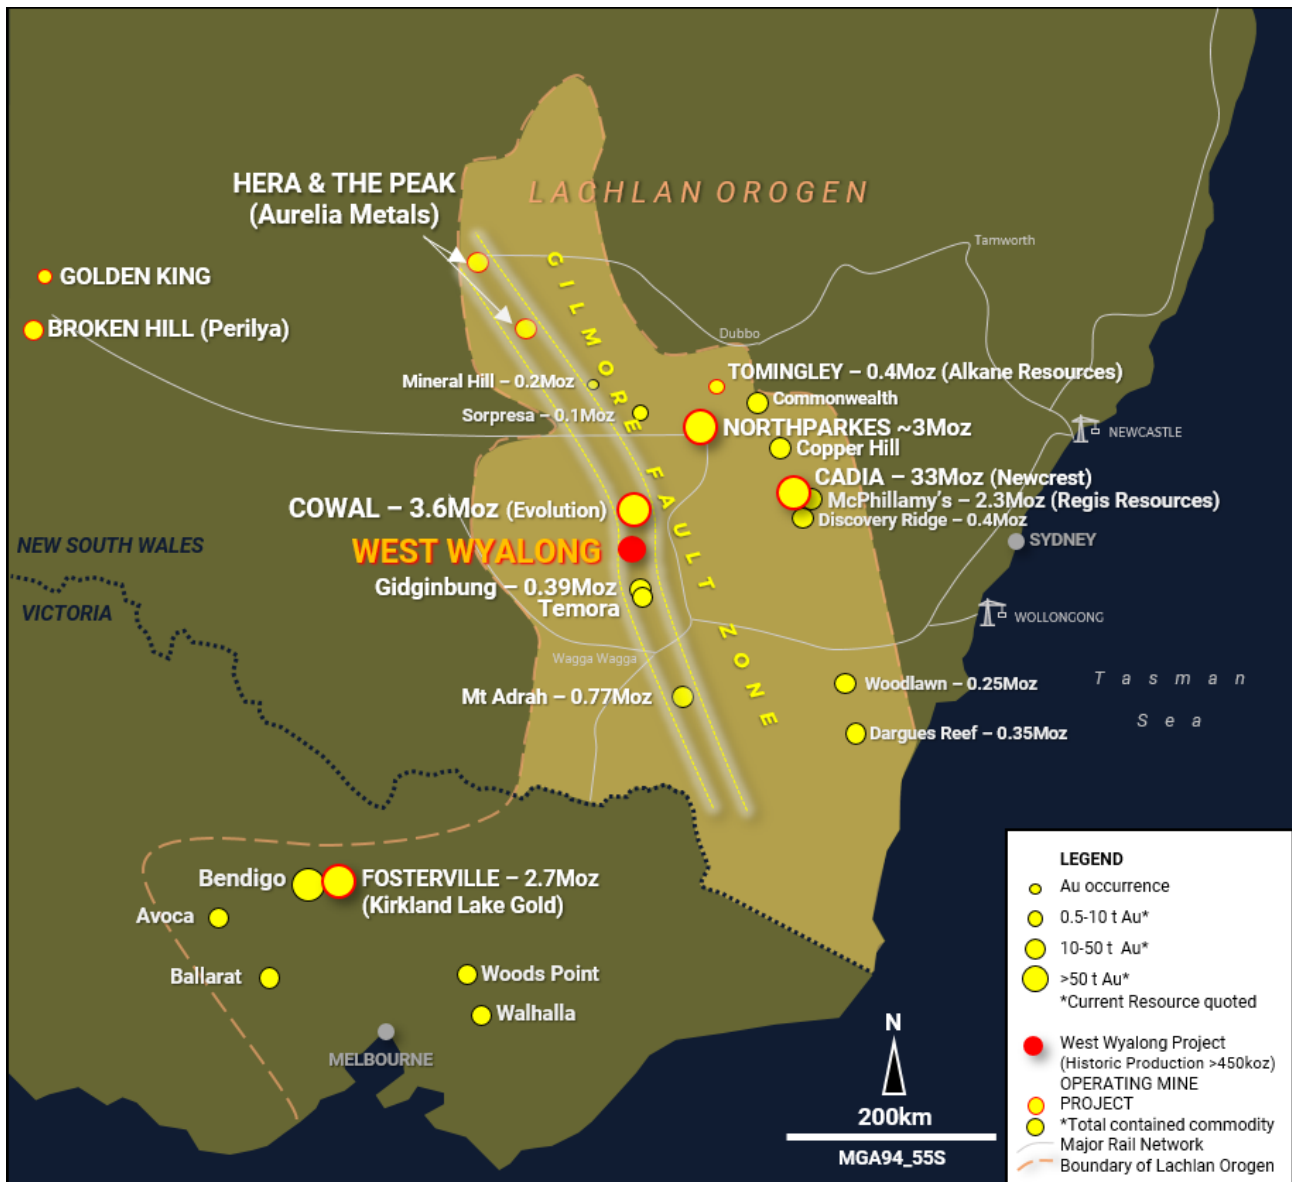 LACHLAN OROGEN
HERA & THE PEAK
(Aurelia Metals)
Tamworth
GILMORE FAULT ZONE
GOLDEN KING
BROKEN HILL (Perilya)
Dubbo
TOMINGLEY – 0.4Moz (Alkane Resources)
Mineral Hill – 0.2Moz
Commonwealth
Sorpresa – 0.1Moz
NORTHPARKES ~3Moz
NEWCASTLE
Copper Hill
CADIA – 33Moz (Newcrest)
McPhillamy's – 2.3Moz (Regis Resources)
COWAL – 3.6Moz (Evolution)
Discovery Ridge – 0.4Moz
NEW SOUTH WALES
SYDNEY
WEST WYALONG
Gidginbung – 0.39Moz
Temora
VICTORIA
WOLLONGONG
Wagga Wagga
Mt Adrah – 0.77Moz
Woodlawn – 0.25Moz
Tasman
Sea
Dargues Reef – 0.35Moz
Bendigo
FOSTERVILLE – 2.7Moz
(Kirkland Lake Gold)
Avoca
Ballarat
Woods Point
Walhalla
MELBOURNE
N
200km
MGA94_55S
LEGEND
Au occurrence
0.5-10 t Au*
10-50 t Au*
>50 t Au*
*Current Resource quoted
West Wyalong Project
(Historic Production >450koz)
OPERATING MINE
PROJECT
*Total contained commodity
Major Rail Network
Boundary of Lachlan Orogen